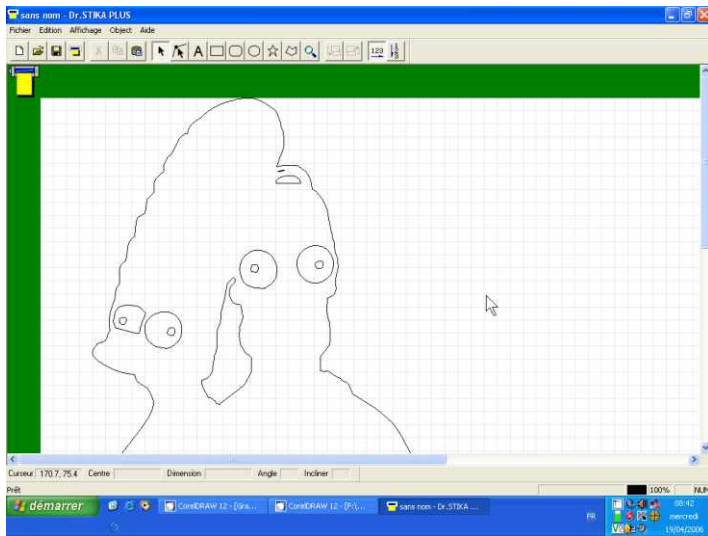 sans nom - Dr.STIKA PLUS
Fichier Edition Affichage Object Aide
A 123
Curseur 170.7, 75.4 Centre Dimension Angle Incliner
Prêt 100% NUM
démarrer CorelDRAW 12 - [Gra... CorelDRAW 12 - [F:\... sans nom - Dr.STIKA ... FR 08:42
mercredi
19/04/2006